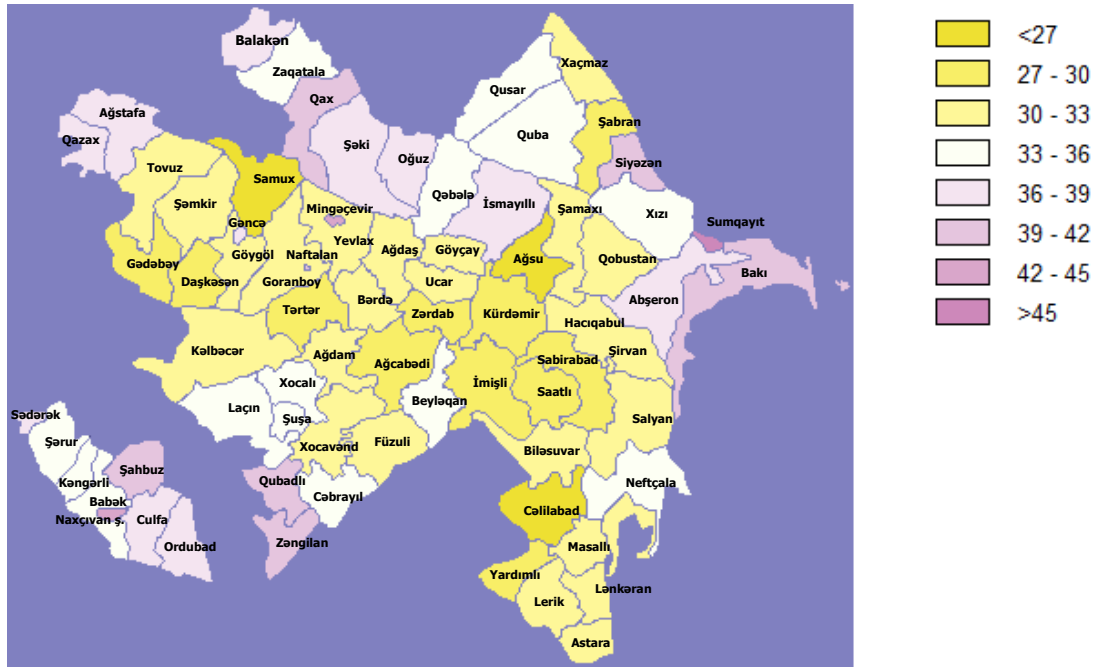 Balakən
Zaqatala
Qax
Xaçmaz
Qusar
Ağstafa
Qazax
Şəki
Oğuz
Quba
Şabran
Siyəzən
Tovuz
Samux
Qəbələ
İsmayıllı
Şəmkir
Mingəçevir
Şamaxı
Xızı
Sumqayıt
Gəncə
Yevlax
Ağdaş
Göyçay
Ağsu
Qobustan
Bakı
Gədəbəy
Göygöl
Naftalan
Daşkəsən
Goranboy
Ucar
Abşeron
Bərdə
Tərtər
Zərdab
Kürdəmir
Hacıqabul
Kəlbəcər
Ağdam
Ağcabədi
Sabirabad
Şirvan
Xocalı
İmişli
Saatlı
Laçın
Beyləqan
Şuşa
Salyan
Sədərək
Şərur
Xocavənd
Füzuli
Biləsuvar
Şahbuz
Kəngərli
Qubadlı
Cəbrayıl
Neftçala
Babək
Cəlilabad
Naxçıvan ş.
Culfa
Ordubad
Zəngilan
Masallı
Yardımlı
Lənkəran
Lerik
Astara
<27
27 - 30
30 - 33
33 - 36
36 - 39
39 - 42
42 - 45
>45